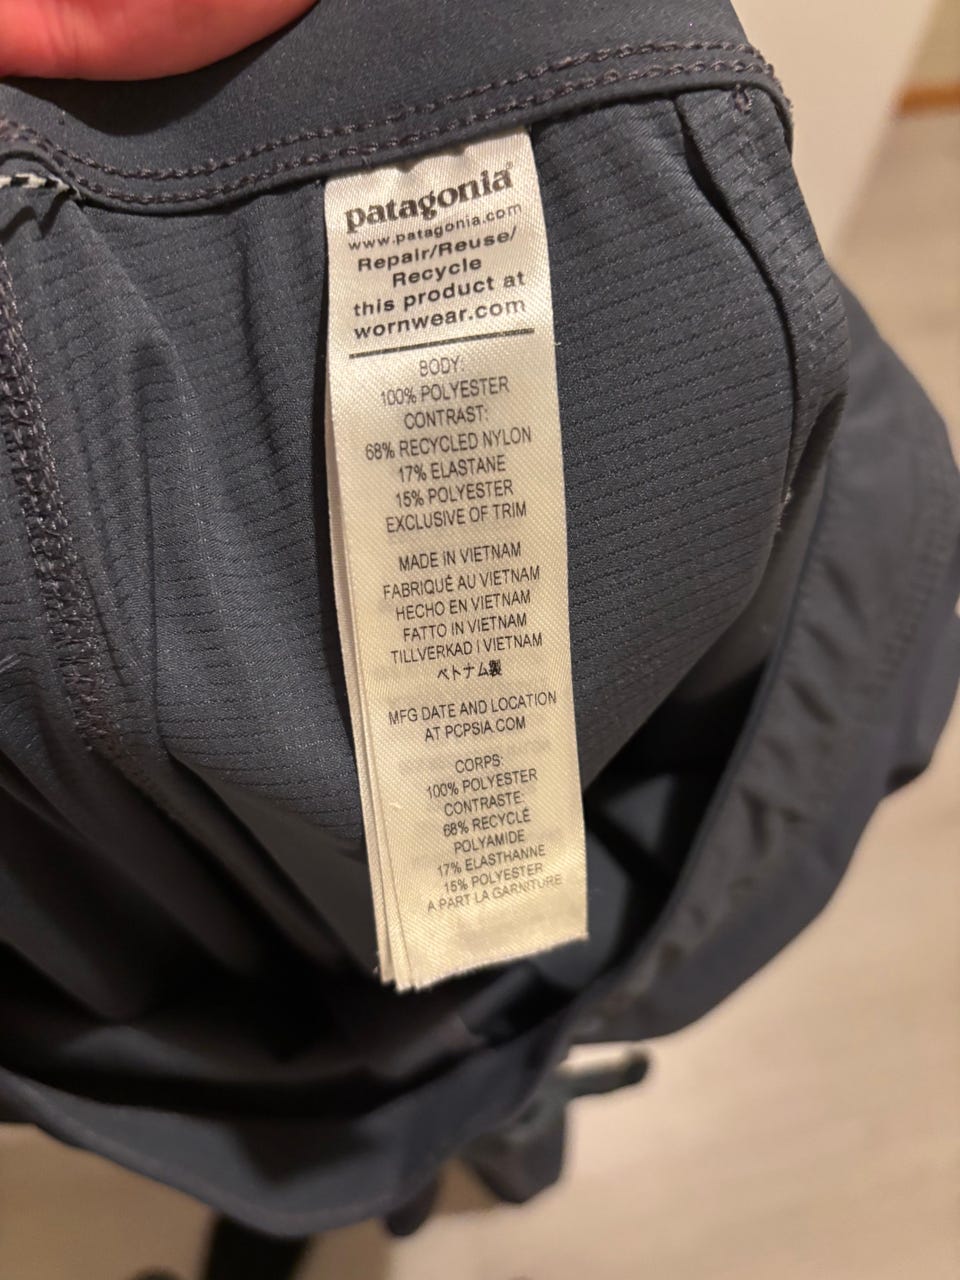 patagonia®
www.patagonia.com
Repair/Reuse/
Recycle
this product at
wornwear.com
BODY:
100% POLYESTER
CONTRAST:
68% RECYCLED NYLON
17% ELASTANE
15% POLYESTER
EXCLUSIVE OF TRIM
MADE IN VIETNAM
FABRIQUÉ AU VIETNAM
HECHO EN VIETNAM
FATTO IN VIETNAM
TILLVERKAD I VIETNAM
ベトナム製
MFG DATE AND LOCATION
AT PCPSIA.COM
CORPS:
100% POLYESTER
CONTRASTE:
68% RECYCLÉ
POLYAMIDE
17% ELASTHANNE
15% POLYESTER
A PART LA GARNITURE